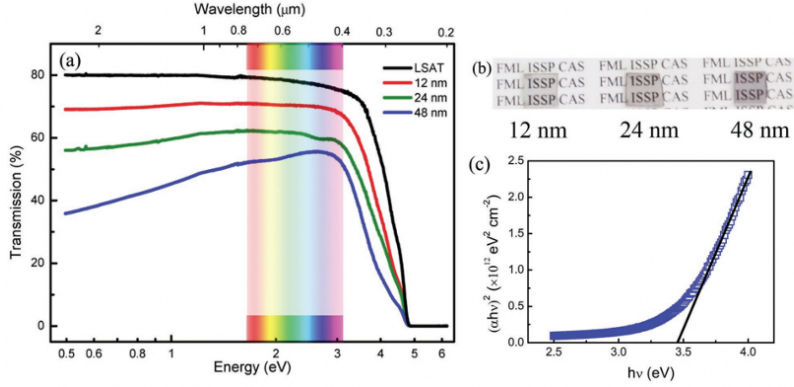 Wavelength (μm)
2 1 0.8 0.6 0.4 0.3 0.2
(a)
LSAT
12 nm
24 nm
48 nm
Transmission (%)
80
60
40
20
0
0.5 0.6 0.8 1 2 3 4 5 6
Energy (eV)
(b)
FML ISSP CAS FML ISSP CAS FML ISSP CAS
FML ISSP CAS FML ISSP CAS FML ISSP CAS
FML ISSP CAS FML ISSP CAS FML ISSP CAS
12 nm 24 nm 48 nm
(c)
(αhν)² (×10¹² eV² cm⁻²)
2.5
2.0
1.5
1.0
0.5
0.0
2.5 3.0 3.5 4.0
hν (eV)